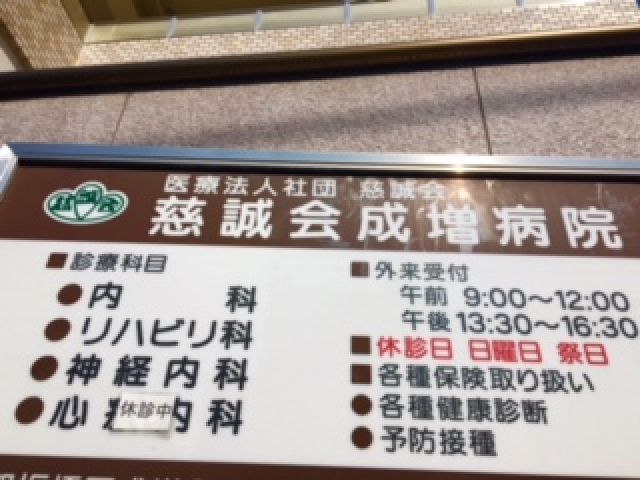 医療法人社団 慈誠会
慈誠会成増病院
■診療科目
●内科
●リハビリ科
●神経内科
●心 内科
休診中
■外来受付
午前 9:00～12:00
午後 13:30～16:30
■休診日 日曜日 祭日
■各種保険取り扱い
●各種健康診断
●予防接種